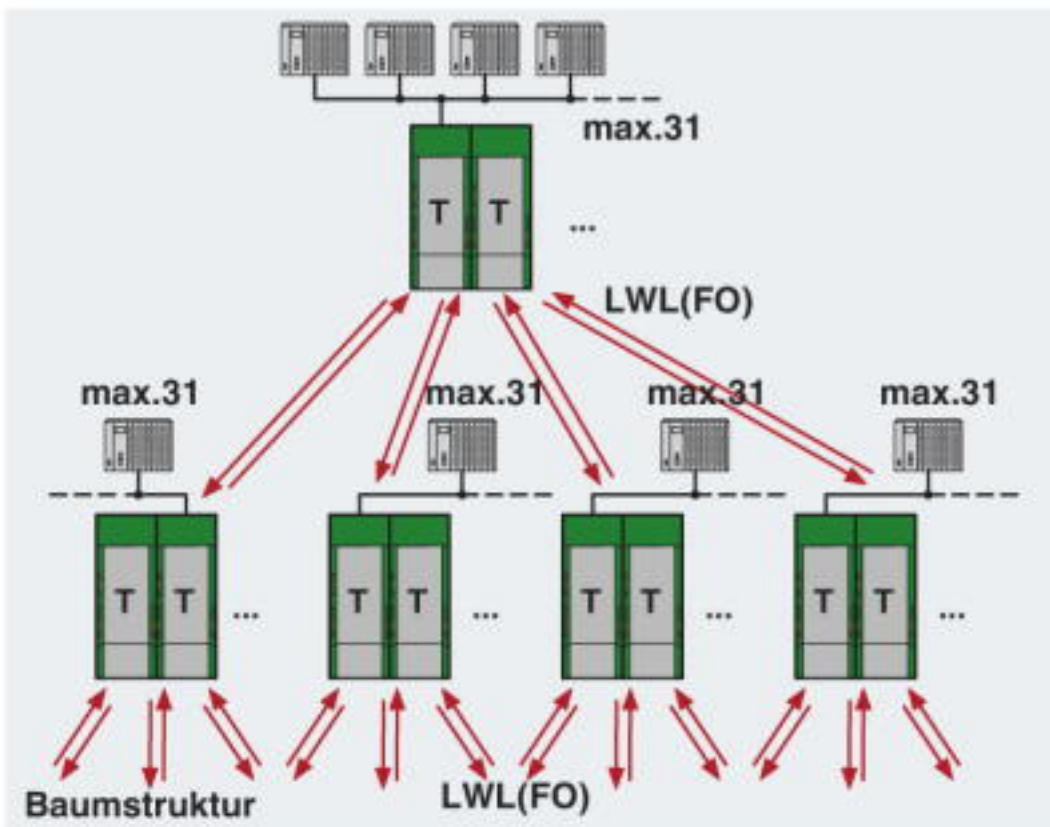 max.31
T T ...
LWL(FO)
max.31 max.31 max.31 max.31
T T ... T T ... T T ... T T ...
Baumstruktur LWL(FO)